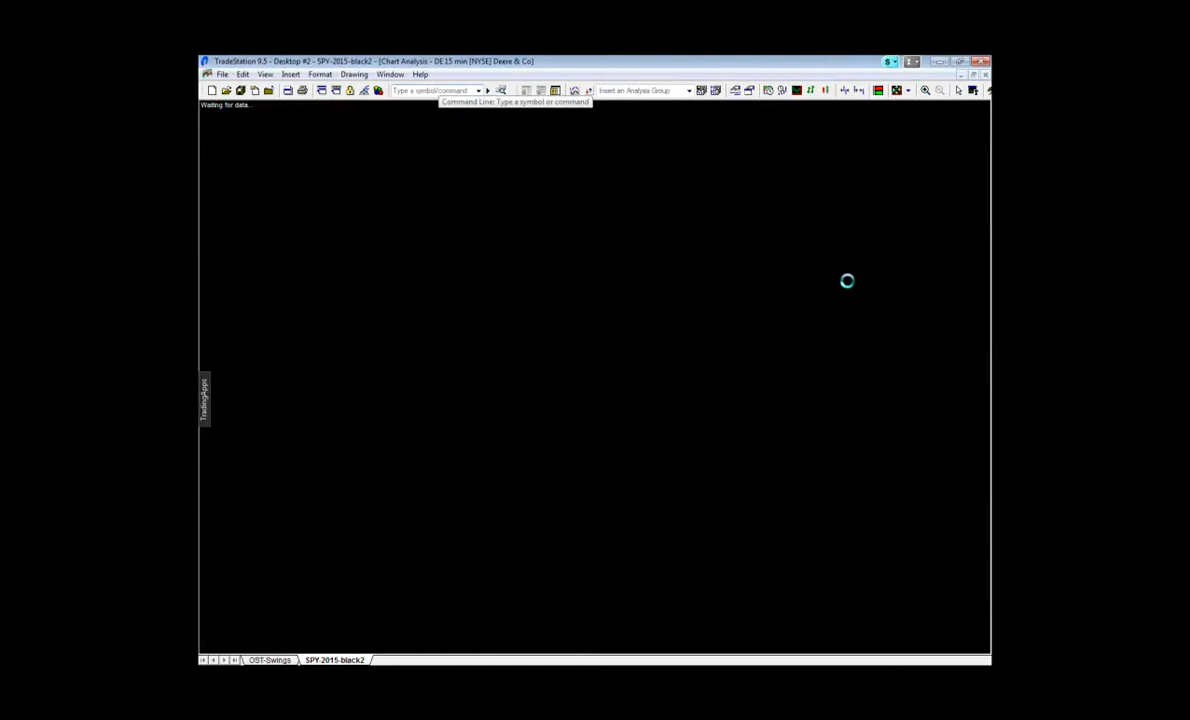 TradeStation 9.5 - Desktop #2 - SPY-2015-black2 - [Chart Analysis - DE 15 min [NYSE] Deere & Co]
File Edit View Insert Format Drawing Window Help
Type a symbol/command Insert an Analysis Group
Command Line: Type a symbol or command
Waiting for data...
TradingApps
OST-Swings SPY-2015-black2